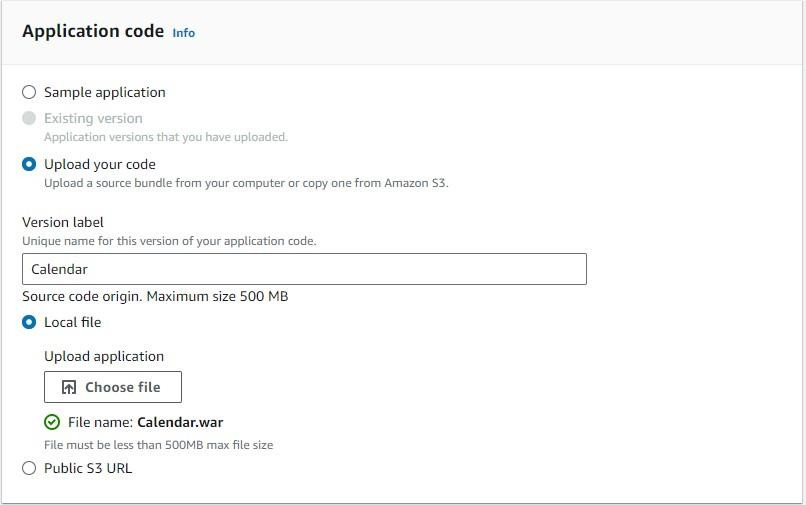 Application code Info
Sample application
Existing version
Application versions that you have uploaded.
Upload your code
Upload a source bundle from your computer or copy one from Amazon S3.
Version label
Unique name for this version of your application code.
Calendar
Source code origin. Maximum size 500 MB
Local file
Upload application
Choose file
File name: Calendar.war
File must be less than 500MB max file size
Public S3 URL